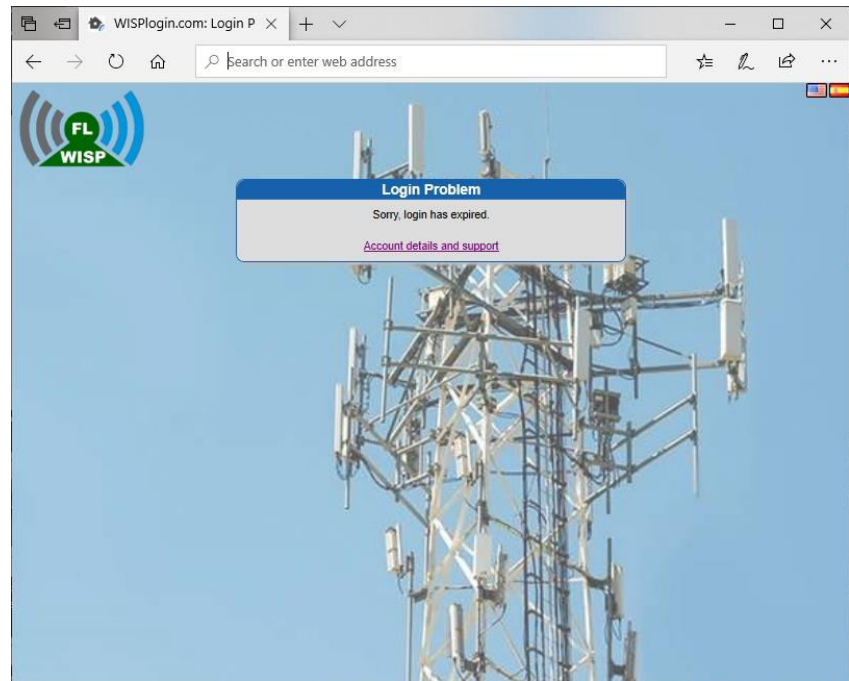 WISPlogin.com: Login P
Search or enter web address
FL
WISP
Login Problem
Sorry, login has expired.
Account details and support